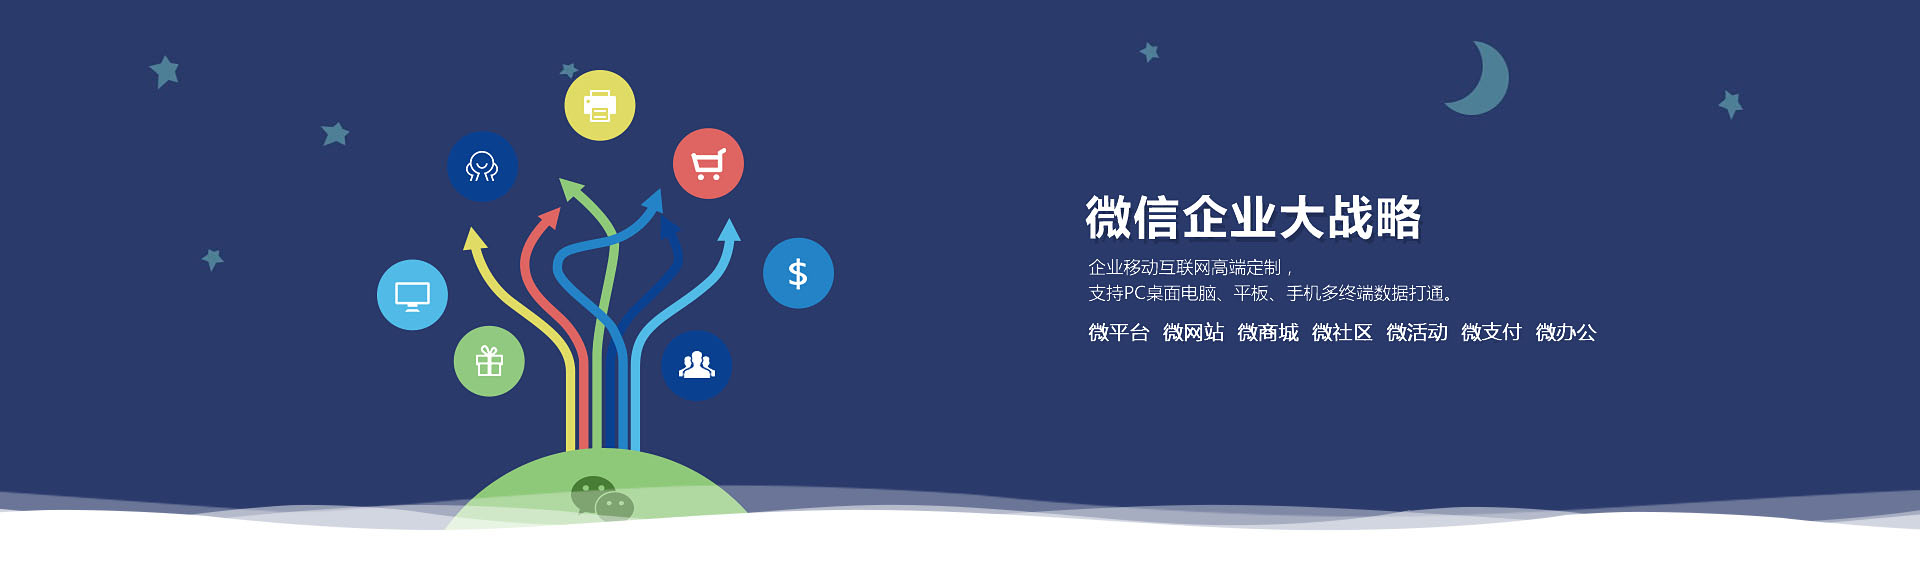 微信企业大战略
企业移动互联网高端定制，
支持PC桌面电脑、平板、手机多终端数据打通。
微平台 微网站 微商城 微社区 微活动 微支付 微办公
$